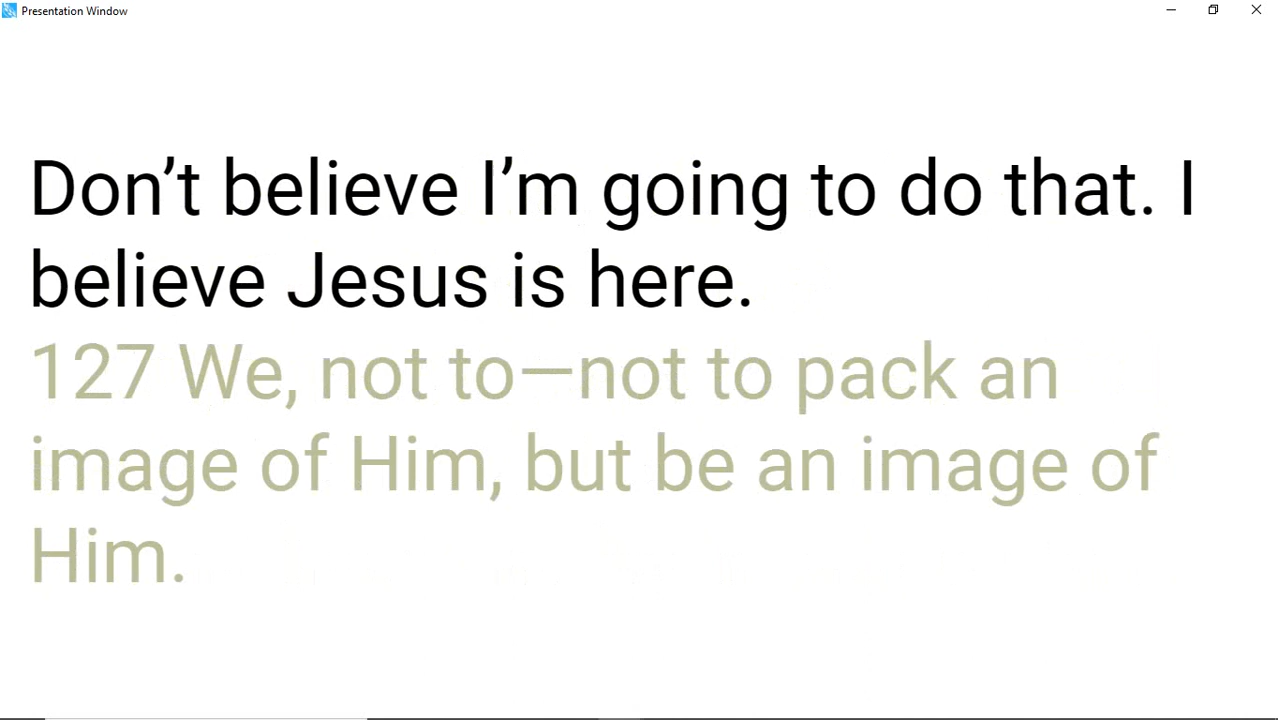 Presentation Window
Don’t believe I’m going to do that. I
believe Jesus is here.
127 We, not to—not to pack an
image of Him, but be an image of
Him.